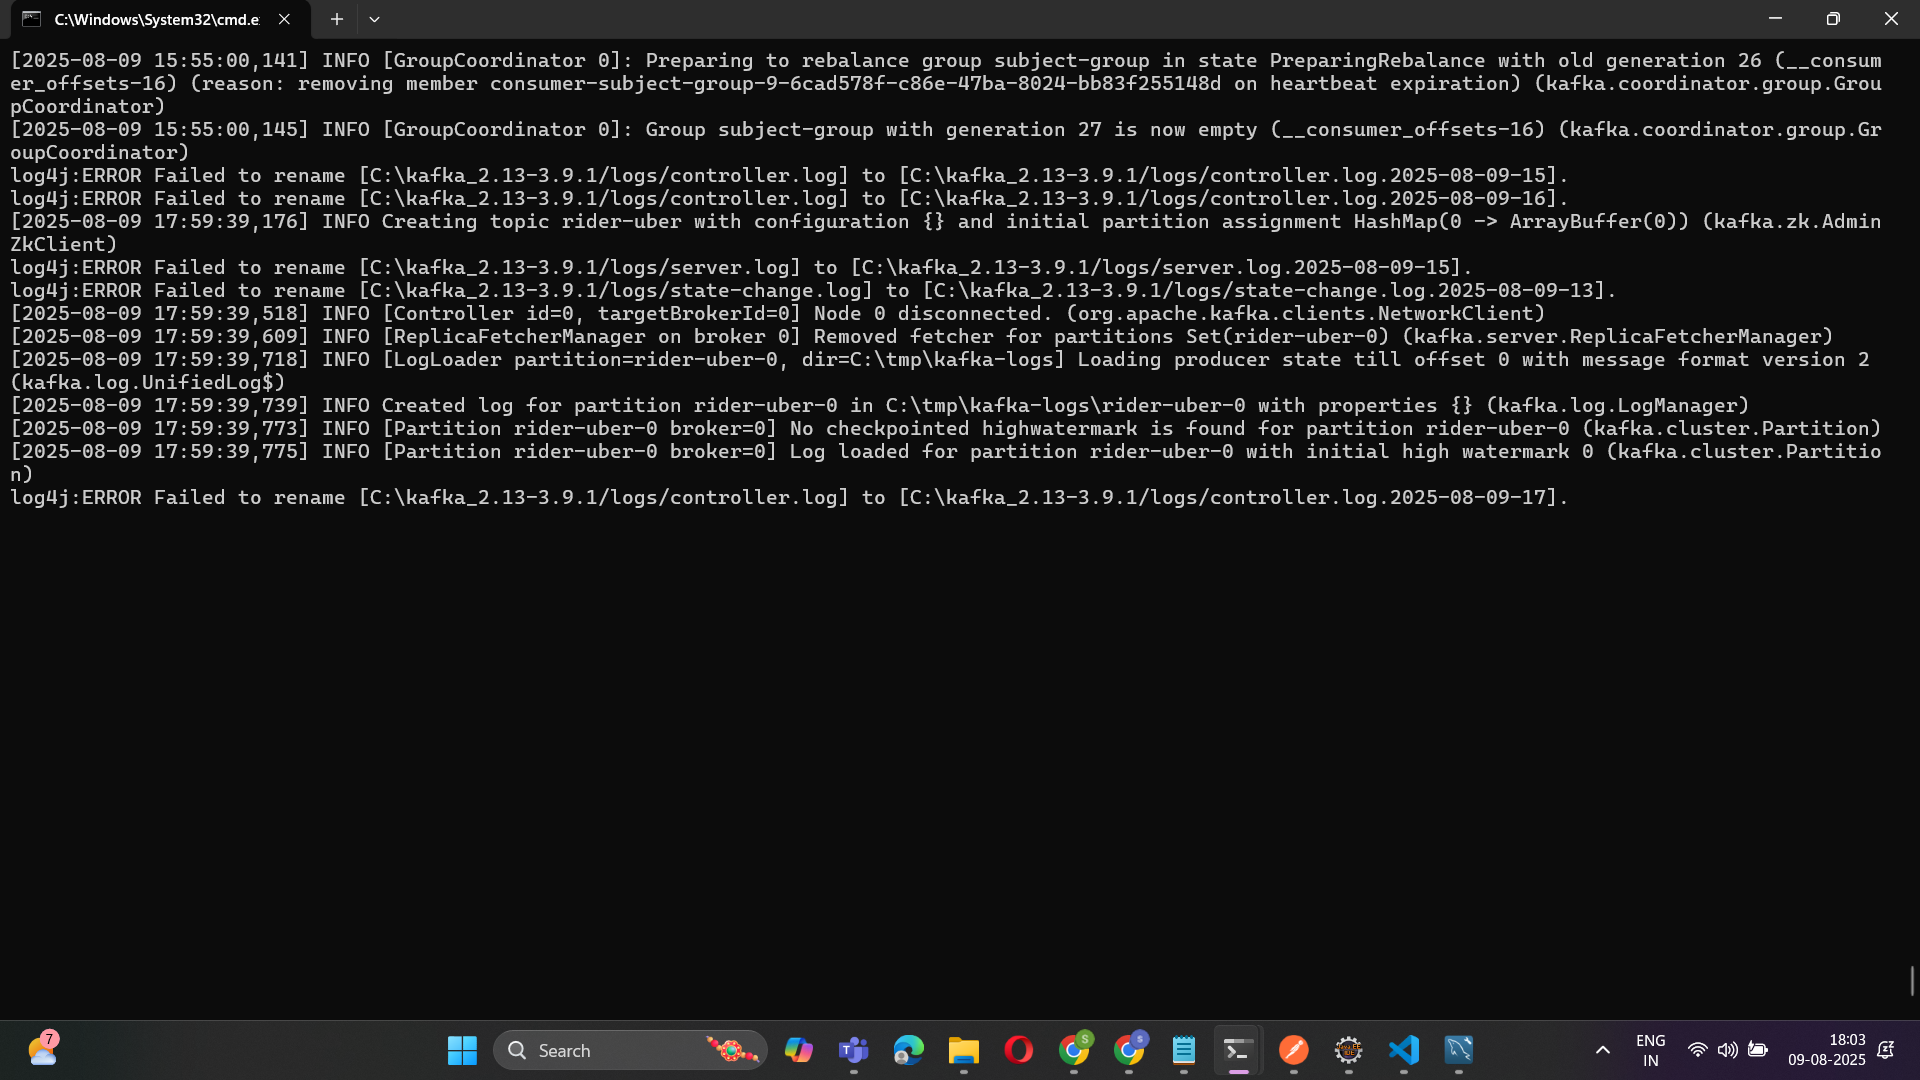 C:\Windows\System32\cmd.e
[2025-08-09 15:55:00,141] INFO [GroupCoordinator 0]: Preparing to rebalance group subject-group in state PreparingRebalance with old generation 26 (__consum
er_offsets-16) (reason: removing member consumer-subject-group-9-6cad578f-c86e-47ba-8024-bb83f255148d on heartbeat expiration) (kafka.coordinator.group.Grou
pCoordinator)
[2025-08-09 15:55:00,145] INFO [GroupCoordinator 0]: Group subject-group with generation 27 is now empty (__consumer_offsets-16) (kafka.coordinator.group.Gr
oupCoordinator)
log4j:ERROR Failed to rename [C:\kafka_2.13-3.9.1/logs/controller.log] to [C:\kafka_2.13-3.9.1/logs/controller.log.2025-08-09-15].
log4j:ERROR Failed to rename [C:\kafka_2.13-3.9.1/logs/controller.log] to [C:\kafka_2.13-3.9.1/logs/controller.log.2025-08-09-16].
[2025-08-09 17:59:39,176] INFO Creating topic rider-uber with configuration {} and initial partition assignment HashMap(0 -> ArrayBuffer(0)) (kafka.zk.Admin
ZkClient)
log4j:ERROR Failed to rename [C:\kafka_2.13-3.9.1/logs/server.log] to [C:\kafka_2.13-3.9.1/logs/server.log.2025-08-09-15].
log4j:ERROR Failed to rename [C:\kafka_2.13-3.9.1/logs/state-change.log] to [C:\kafka_2.13-3.9.1/logs/state-change.log.2025-08-09-13].
[2025-08-09 17:59:39,518] INFO [Controller id=0, targetBrokerId=0] Node 0 disconnected. (org.apache.kafka.clients.NetworkClient)
[2025-08-09 17:59:39,609] INFO [ReplicaFetcherManager on broker 0] Removed fetcher for partitions Set(rider-uber-0) (kafka.server.ReplicaFetcherManager)
[2025-08-09 17:59:39,718] INFO [LogLoader partition=rider-uber-0, dir=C:\tmp\kafka-logs] Loading producer state till offset 0 with message format version 2
(kafka.log.UnifiedLog$)
[2025-08-09 17:59:39,739] INFO Created log for partition rider-uber-0 in C:\tmp\kafka-logs\rider-uber-0 with properties {} (kafka.log.LogManager)
[2025-08-09 17:59:39,773] INFO [Partition rider-uber-0 broker=0] No checkpointed highwatermark is found for partition rider-uber-0 (kafka.cluster.Partition)
[2025-08-09 17:59:39,775] INFO [Partition rider-uber-0 broker=0] Log loaded for partition rider-uber-0 with initial high watermark 0 (kafka.cluster.Partitio
n)
log4j:ERROR Failed to rename [C:\kafka_2.13-3.9.1/logs/controller.log] to [C:\kafka_2.13-3.9.1/logs/controller.log.2025-08-09-17].
7
Search
ENG
IN
18:03
09-08-2025